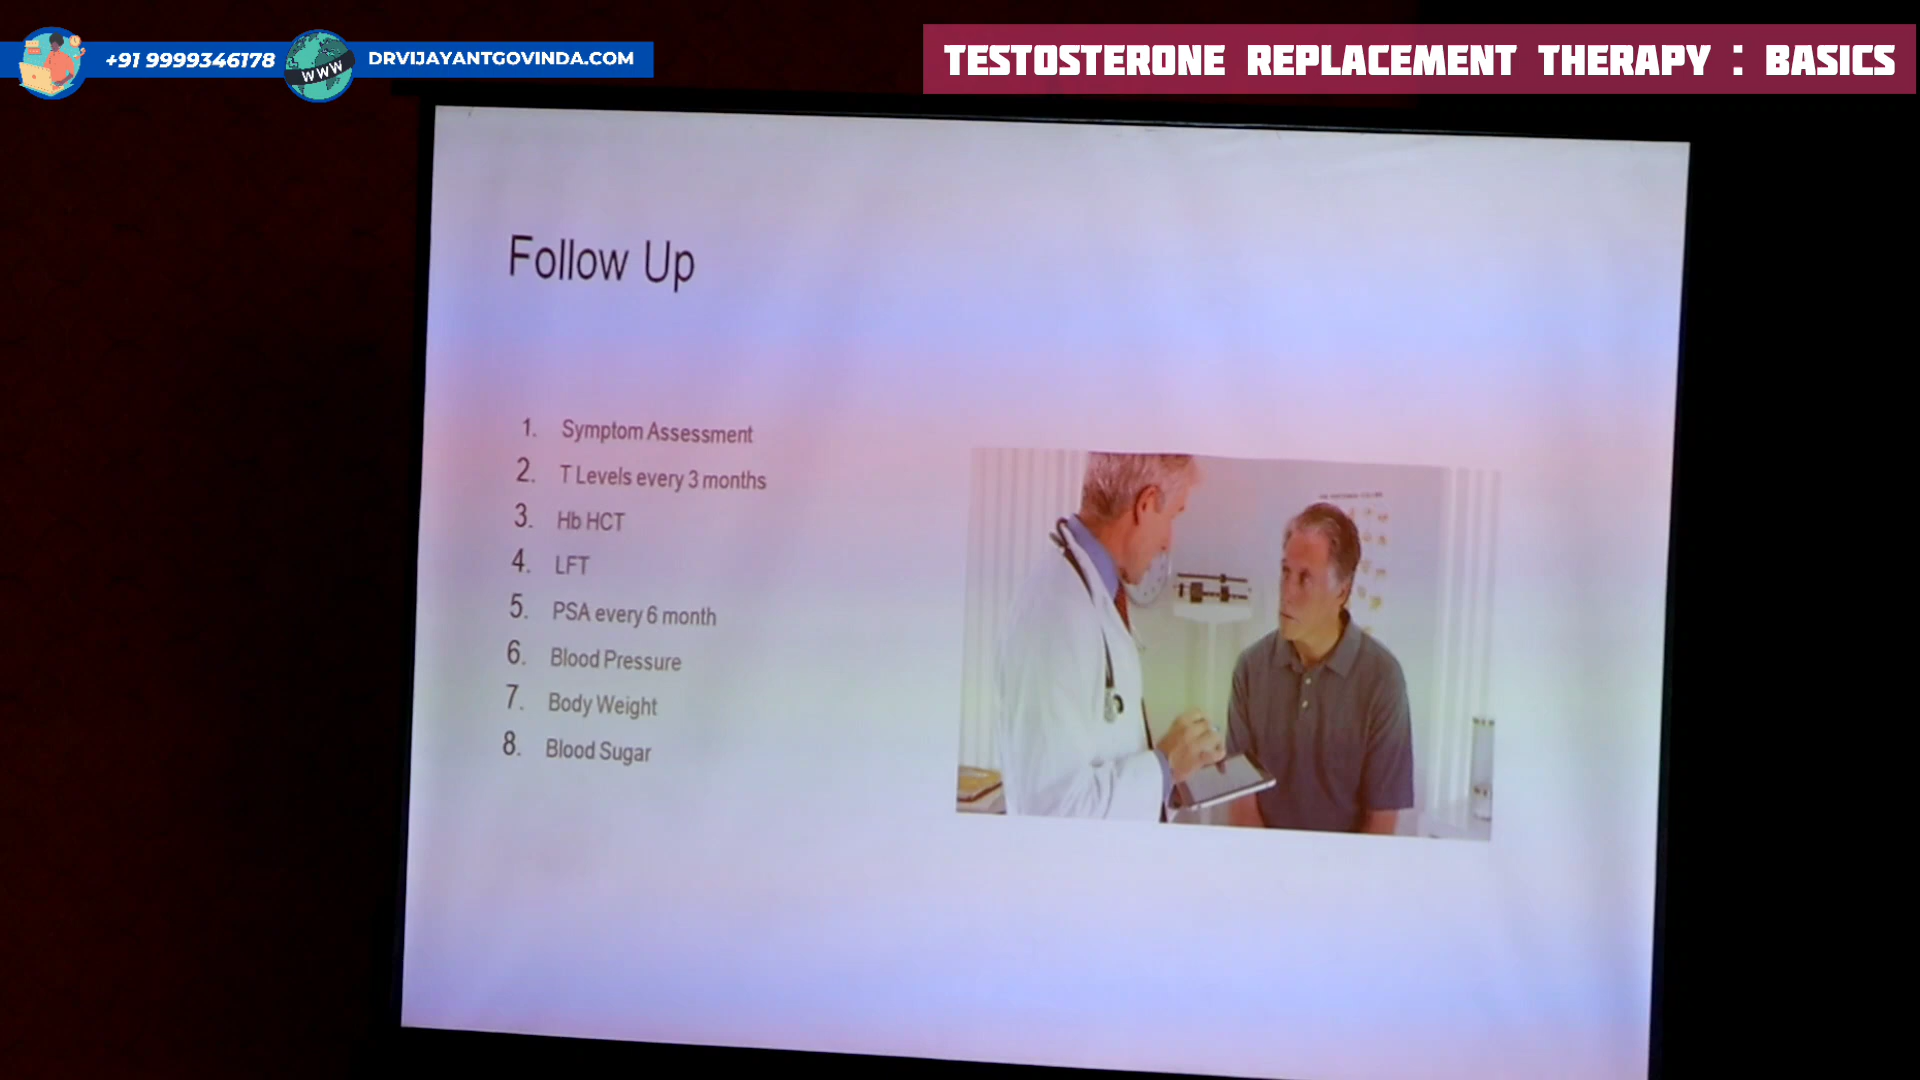 +91 9999346178
WWW
DRVIJAYANTGOVINDA.COM
TESTOSTERONE REPLACEMENT THERAPY : BASICS
Follow Up
1. Symptom Assessment
2. T Levels every 3 months
3. Hb HCT
4. LFT
5. PSA every 6 month
6. Blood Pressure
7. Body Weight
8. Blood Sugar